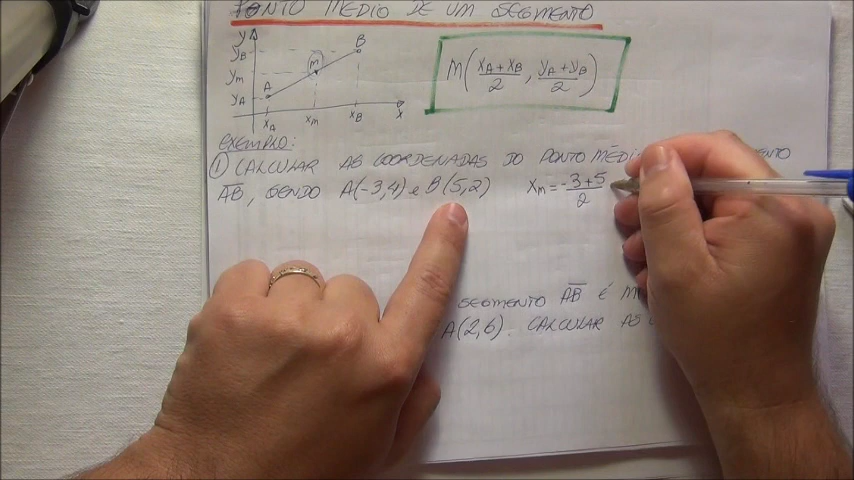 PONTO MÉDIO DE UM SEGMENTO
y
yB
ym
yA
A
m
B
xA
xm
xB
x
M(xA+xB/2, yA+yB/2)
EXEMPLO:
1) CALCULAR AS COORDENADAS DO PONTO
AB, SENDO A(-3,4) e B(5,2)
xm = -3+5/2
SEGMENTO AB É
A(2,6). CALCULAR AS